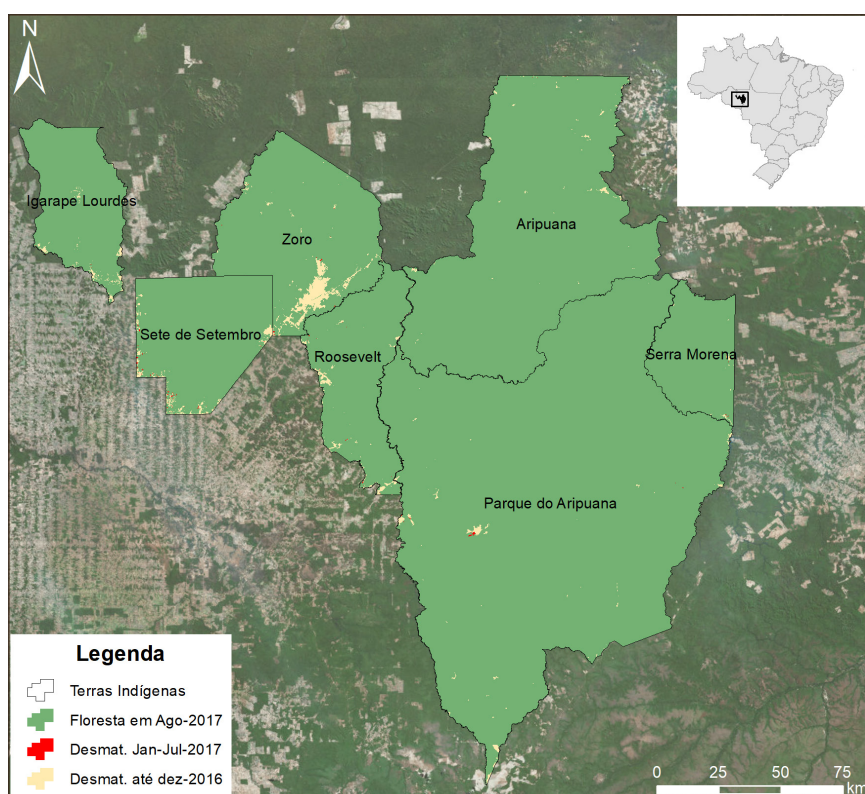 N
Igarape Lourdes
Zoro
Aripuana
Sete de Setembro
Roosevelt
Serra Morena
Parque do Aripuana
Legenda
Terras Indígenas
Floresta em Ago-2017
Desmat. Jan-Jul-2017
Desmat. até dez-2016
0 25 50 75
km